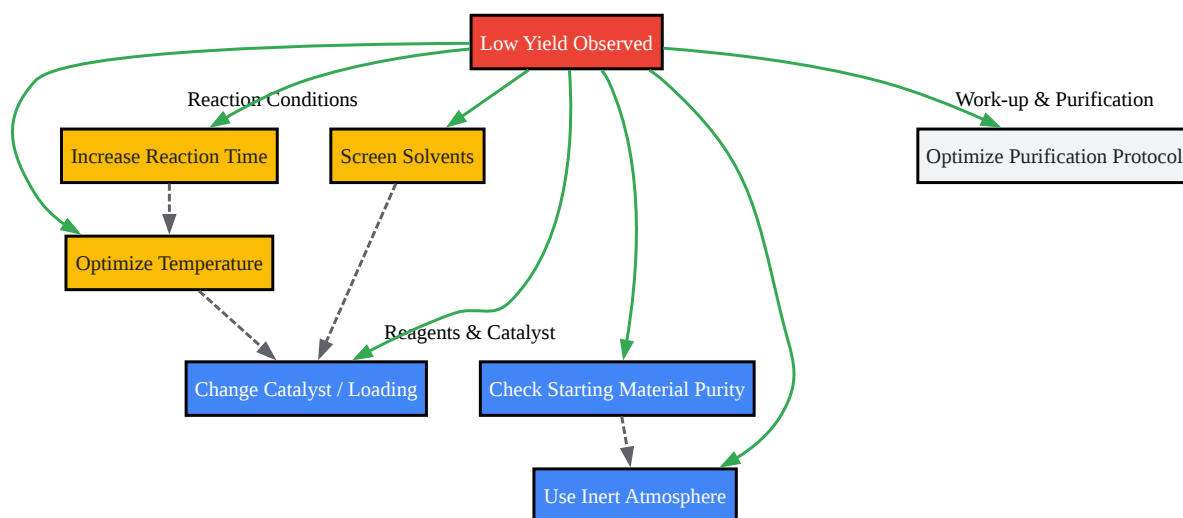 Low Yield Observed
Reaction Conditions
Work-up & Purification
Increase Reaction Time
Screen Solvents
Optimize Purification Protocol
Optimize Temperature
Reagents & Catalyst
Change Catalyst / Loading
Check Starting Material Purity
Use Inert Atmosphere